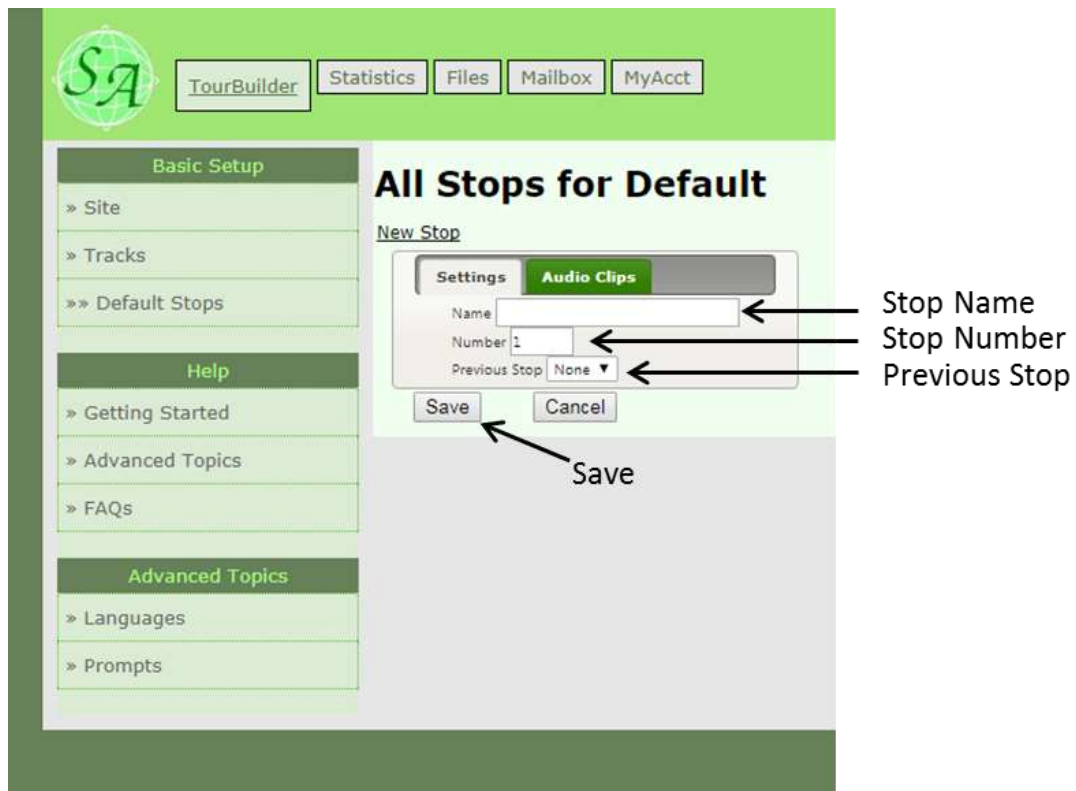 SA
TourBuilder Statistics Files Mailbox MyAcct
Basic Setup
» Site
» Tracks
»» Default Stops
Help
» Getting Started
» Advanced Topics
» FAQs
Advanced Topics
» Languages
» Prompts
All Stops for Default
New Stop
Settings Audio Clips
Name
Number 1
Previous Stop None ▼
Save Cancel
Stop Name
Stop Number
Previous Stop
Save